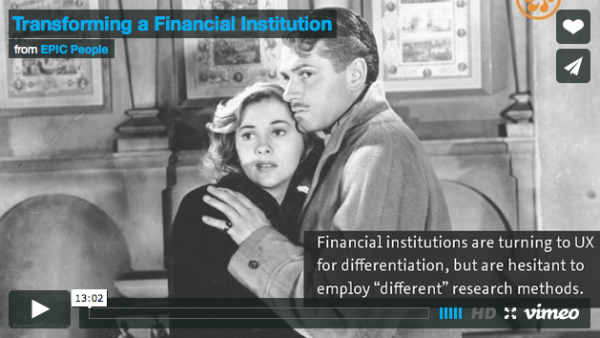 Transforming a Financial Institution
from EPIC People
Financial institutions are turning to UX
for differentiation, but are hesitant to
employ “different” research methods.
13:02
HD vimeo